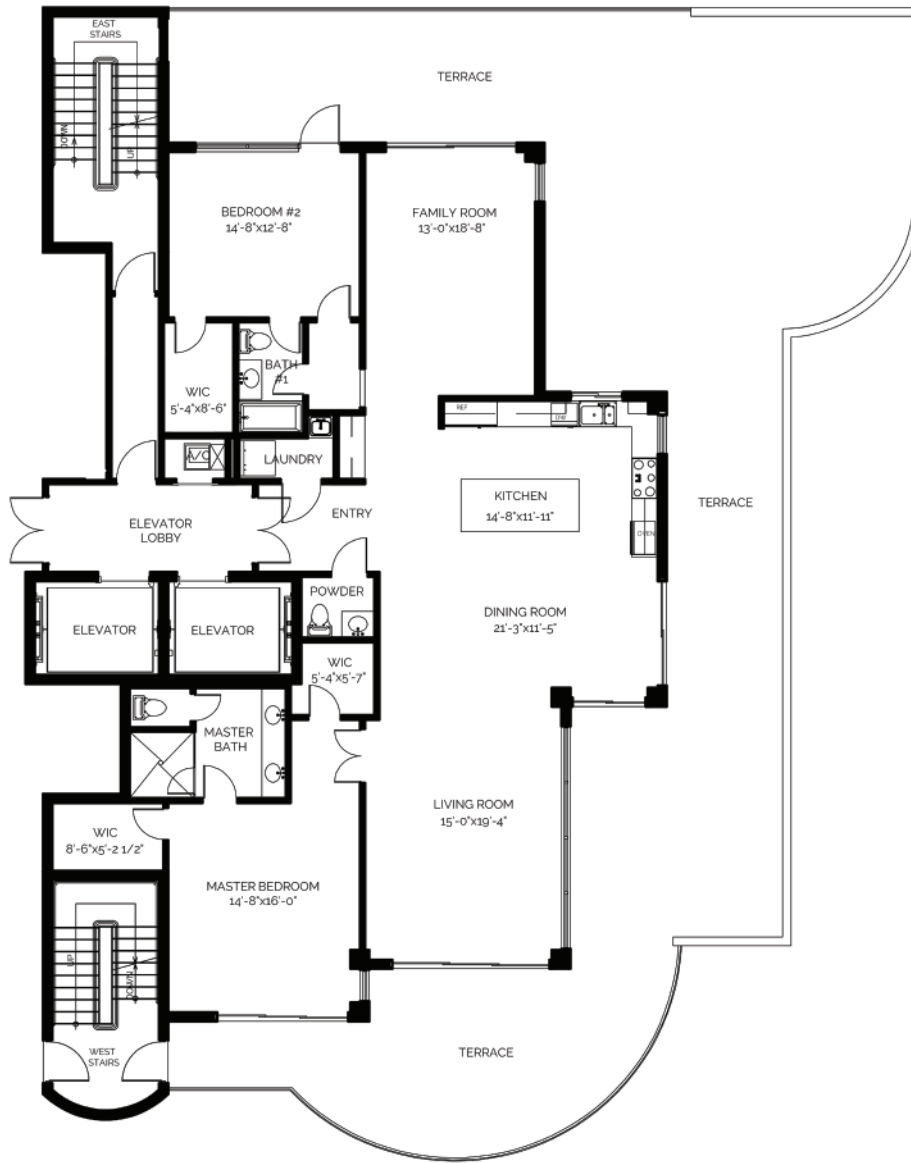 EAST
STAIRS
DOWN
UP
TERRACE
BEDROOM #2
14'-8"x12'-8"
FAMILY ROOM
13'-0"x18'-8"
BATH
#1
WIC
5'-4"x8'-6"
REF
DW
A/C
LAUNDRY
KITCHEN
14'-8"x11'-11"
TERRACE
ELEVATOR
LOBBY
ENTRY
OVEN
POWDER
ELEVATOR
ELEVATOR
DINING ROOM
21'-3"x11'-5"
WIC
5'-4"x5'-7"
MASTER
BATH
LIVING ROOM
15'-0"x19'-4"
WIC
8'-6"x5'-2 1/2"
MASTER BEDROOM
14'-8"x16'-0"
UP
DOWN
WEST
STAIRS
TERRACE